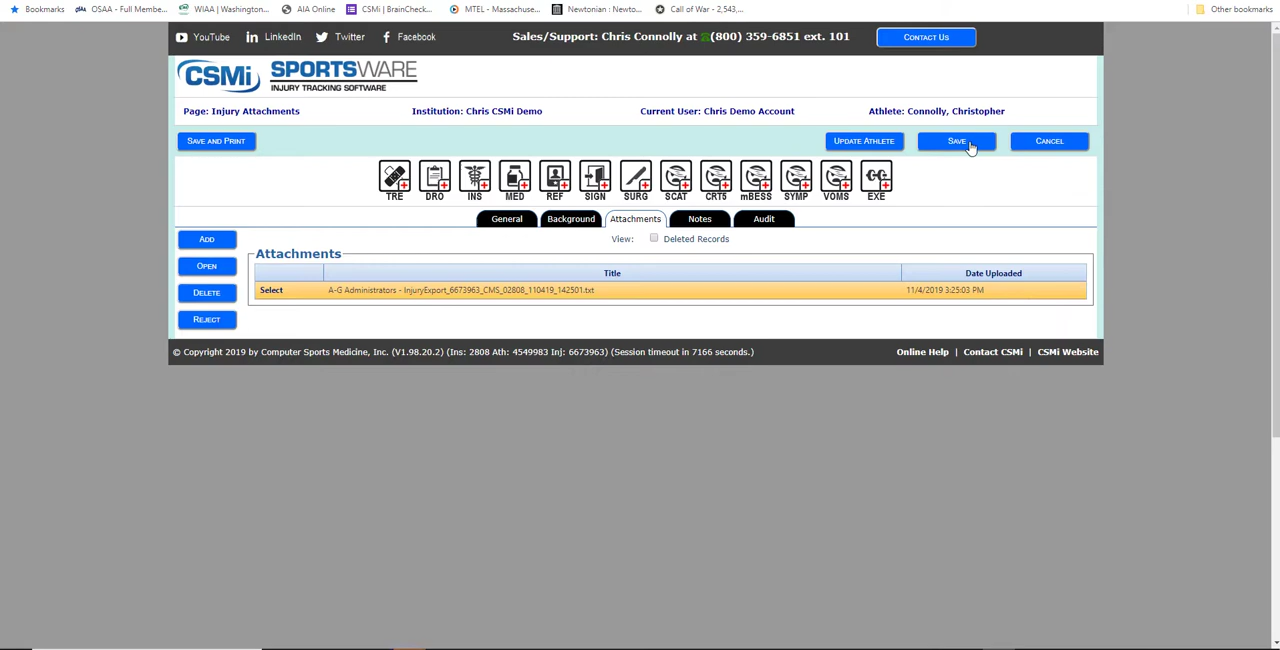 Bookmarks OSAA - Full Membe... WIAA | Washington... AIA Online CSMi | BrainCheck... MTEL - Massachuse... Newtonian : Newto... Call of War - 2,543,... Other bookmarks
YouTube LinkedIn Twitter Facebook Sales/Support: Chris Connolly at (800) 359-6851 ext. 101 CONTACT US
CSMi SPORTSWARE
INJURY TRACKING SOFTWARE
Page: Injury Attachments Institution: Chris CSMi Demo Current User: Chris Demo Account Athlete: Connolly, Christopher
SAVE AND PRINT UPDATE ATHLETE SAVE CANCEL
TRE DRO INS MED REF SIGN SURG SCAT CRT5 mBESS SYMP VOMS EXE
General Background Attachments Notes Audit
ADD View: Deleted Records
Attachments
OPEN Title Date Uploaded
DELETE Select A-G Administrators - InjuryExport_6673963_CMS_02808_110419_142501.txt 11/4/2019 3:25:03 PM
REJECT
© Copyright 2019 by Computer Sports Medicine, Inc. (V1.98.20.2) (Ins: 2808 Ath: 4549983 Inj: 6673963) (Session timeout in 7166 seconds.) Online Help | Contact CSMi | CSMi Website